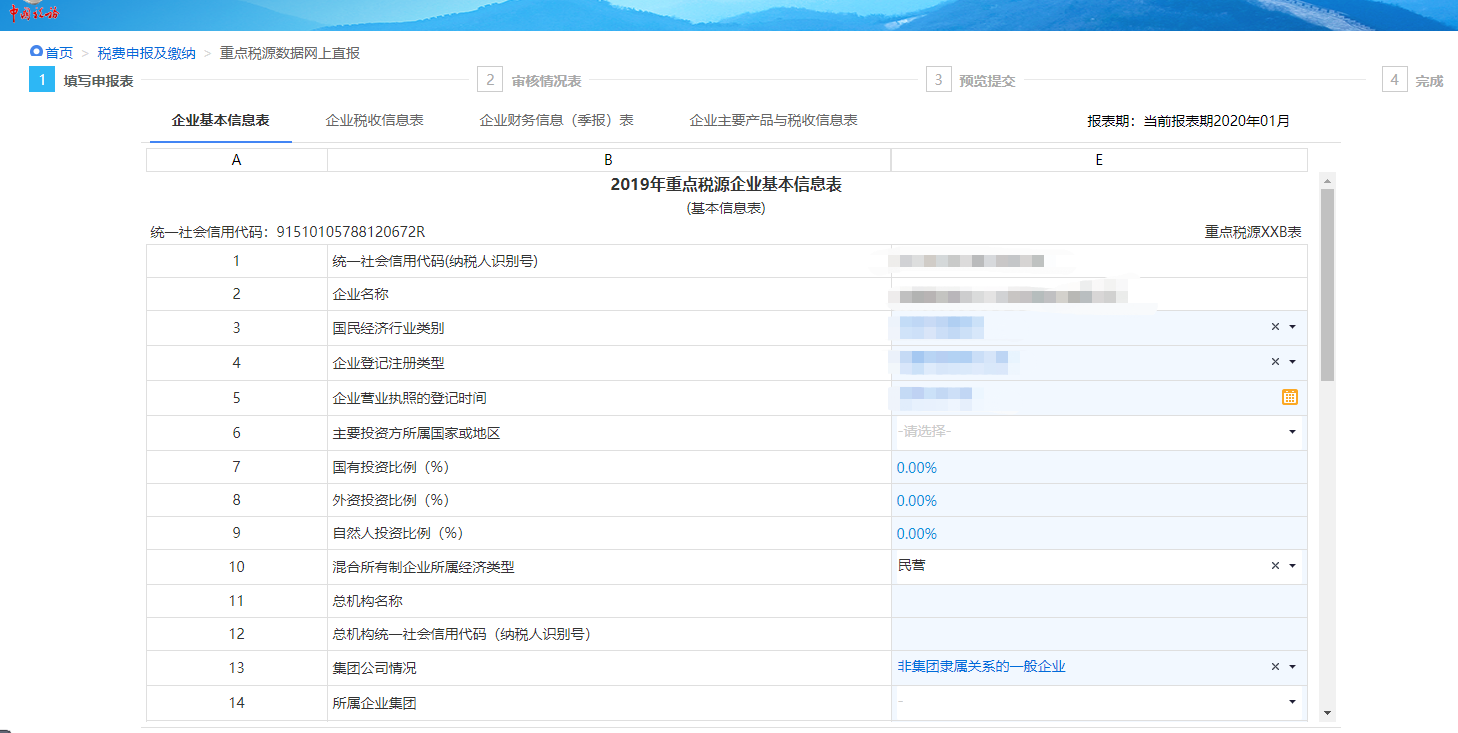 中国税务
首页 > 税费申报及缴纳 > 重点税源数据网上直报
1 填写申报表 2 审核情况表 3 预览提交 4 完成
企业基本信息表 企业税收信息表 企业财务信息（季报）表 企业主要产品与税收信息表 报表期：当前报表期2020年01月
A B E
2019年重点税源企业基本信息表
(基本信息表)
统一社会信用代码：91510105788120672R 重点税源XXB表
1 统一社会信用代码(纳税人识别号)
2 企业名称
3 国民经济行业类别 ×
4 企业登记注册类型 ×
5 企业营业执照的登记时间
6 主要投资方所属国家或地区 -请选择-
7 国有投资比例（%） 0.00%
8 外资投资比例（%） 0.00%
9 自然人投资比例（%） 0.00%
10 混合所有制企业所属经济类型 民营 ×
11 总机构名称
12 总机构统一社会信用代码（纳税人识别号）
13 集团公司情况 非集团隶属关系的一般企业 ×
14 所属企业集团 -